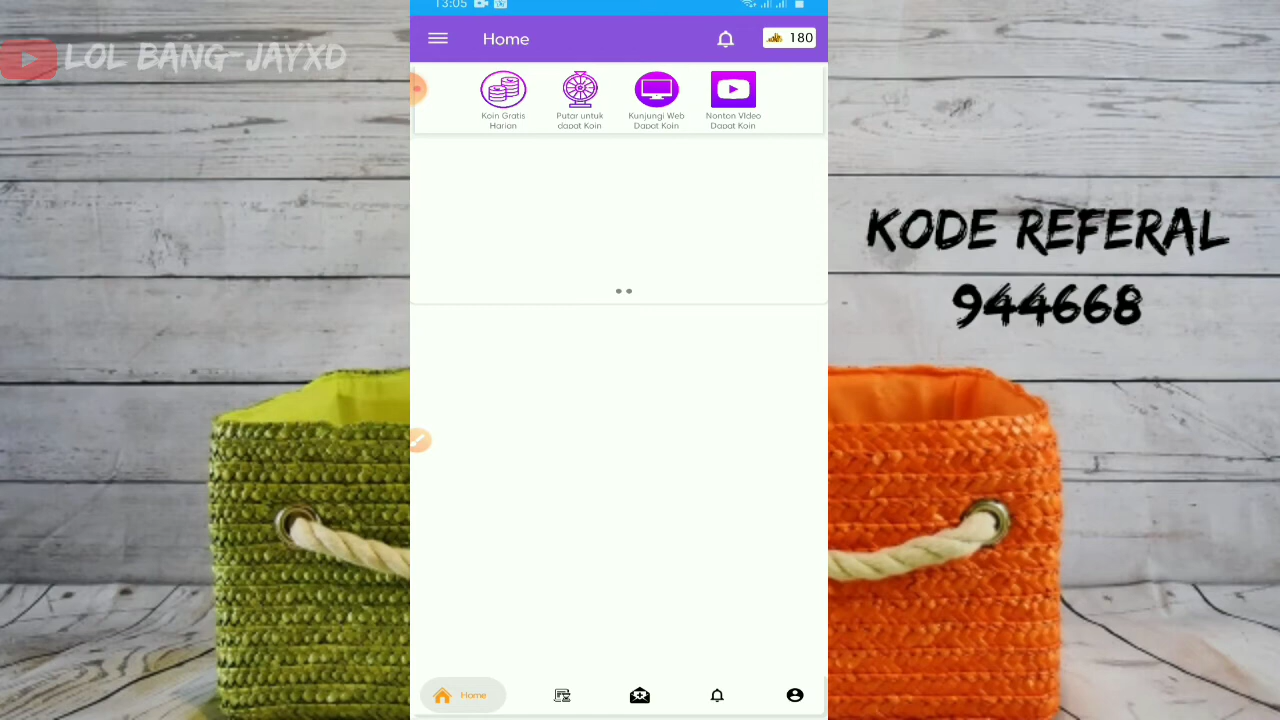 13:05
LOL BANG-JAYXD
Home
180
Koin Gratis
Harian
Putar untuk
dapat Koin
Kunjungi Web
Dapat Koin
Nonton Video
Dapat Koin
KODE REFERAL
944668
Home